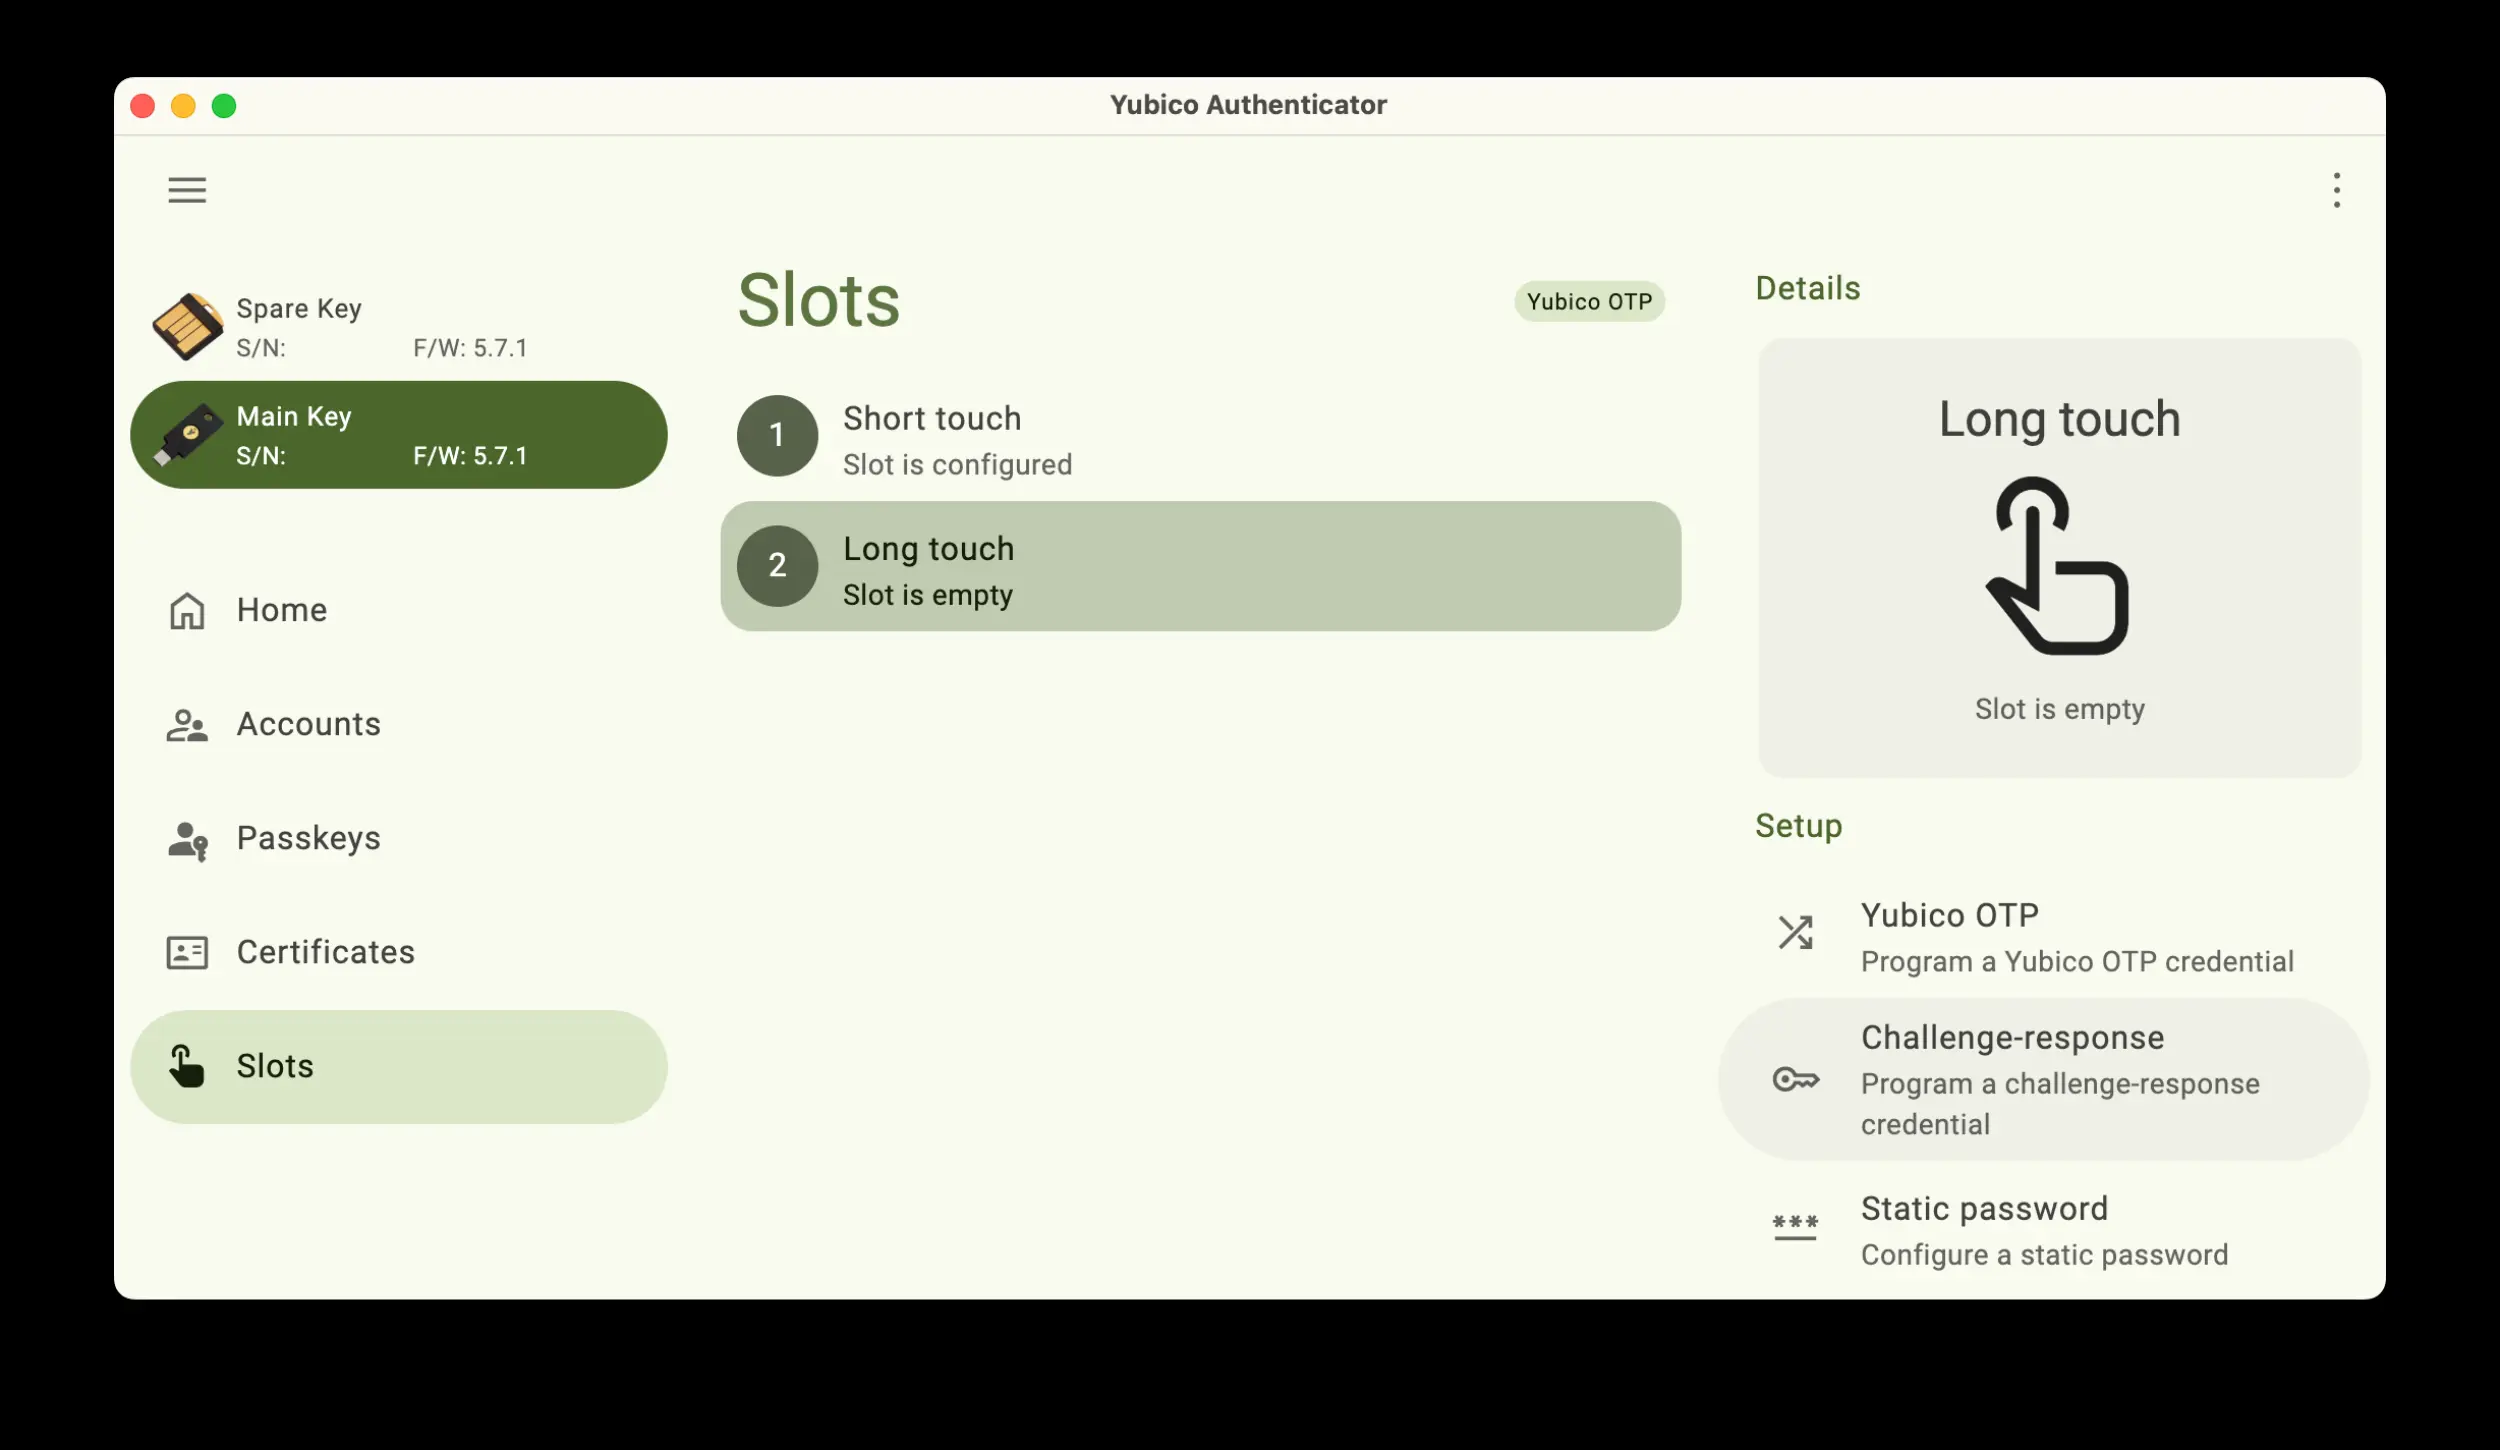 Yubico Authenticator
Spare Key
S/N: F/W: 5.7.1
Main Key
S/N: F/W: 5.7.1
Home
Accounts
Passkeys
Certificates
Slots
Slots
Yubico OTP
1
Short touch
Slot is configured
2
Long touch
Slot is empty
Details
Long touch
Slot is empty
Setup
Yubico OTP
Program a Yubico OTP credential
Challenge-response
Program a challenge-response
credential
***
Static password
Configure a static password